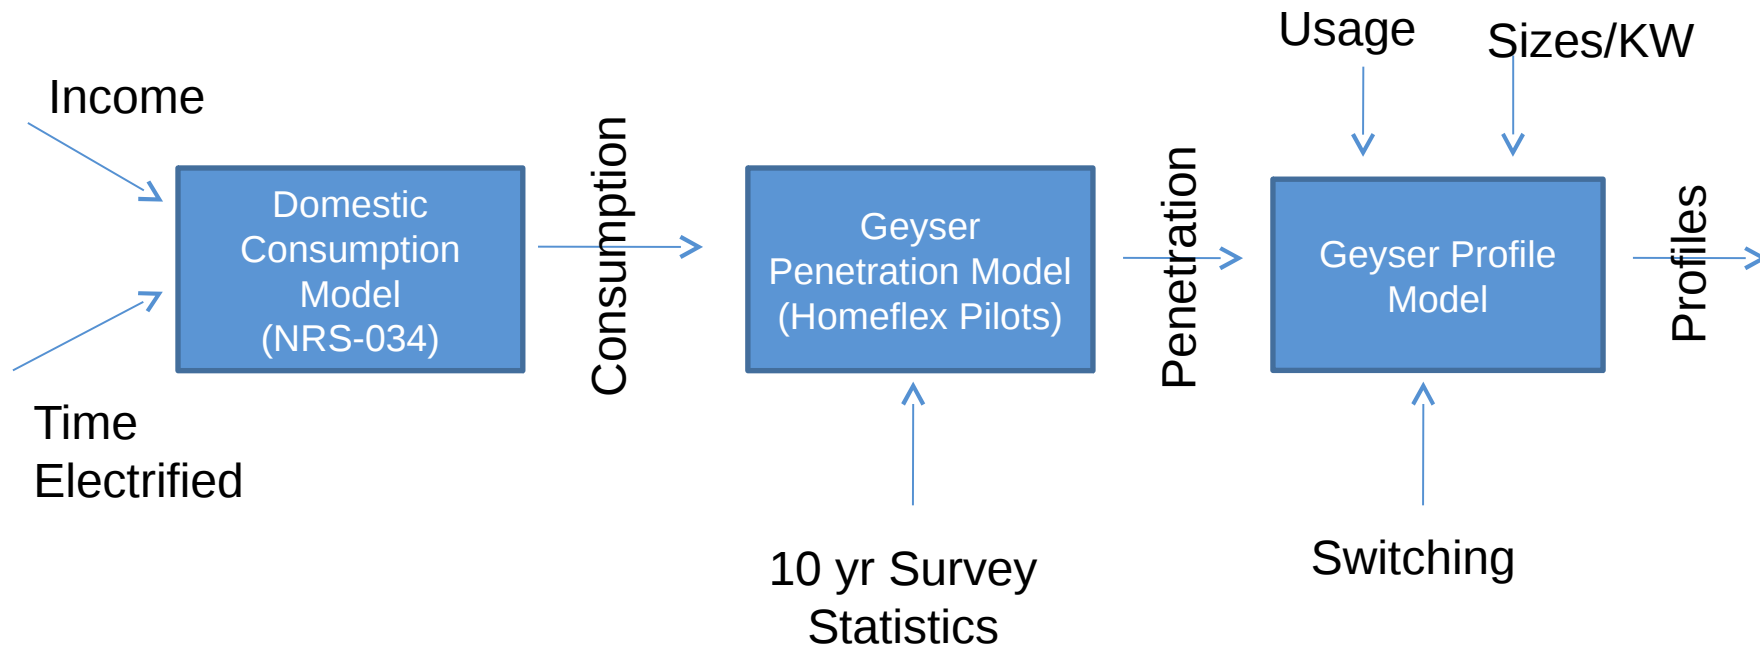 Usage
Sizes/KW
Income
Domestic
Consumption
Model
(NRS-034)
Consumption
Geyser
Penetration Model
(Homeflex Pilots)
Penetration
Geyser Profile
Model
Profiles
Time
Electrified
10 yr Survey
Statistics
Switching